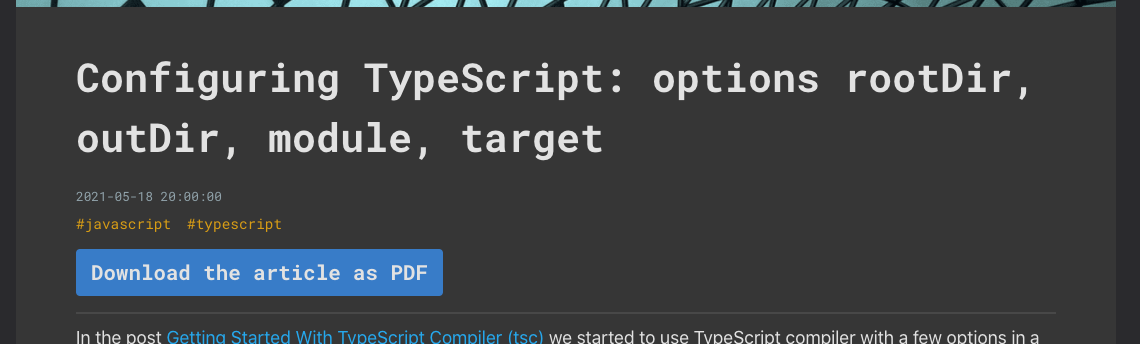 Configuring TypeScript: options rootDir,
outDir, module, target
2021-05-18 20:00:00
#javascript #typescript
Download the article as PDF
In the post Getting Started With TypeScript Compiler (tsc) we started to use TypeScript compiler with a few options in a